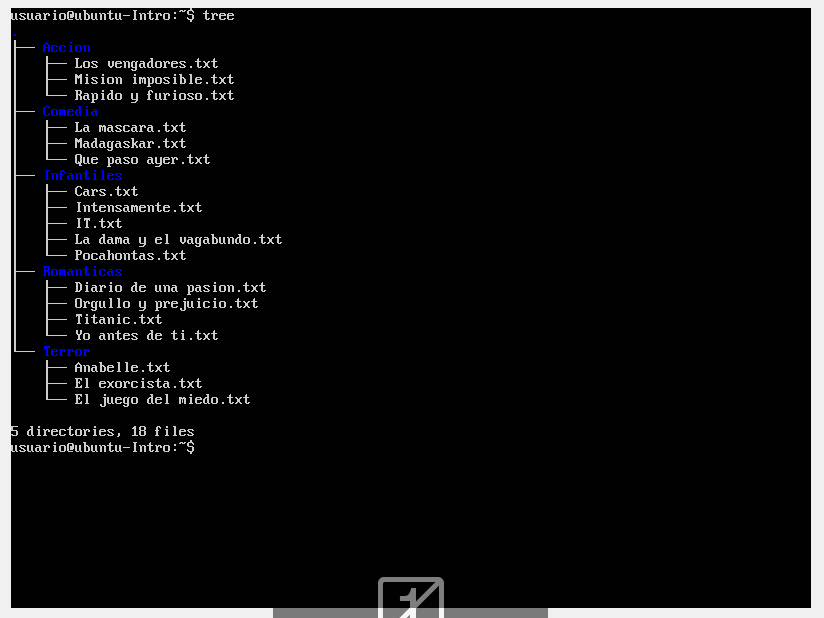 usuario@ubuntu-Intro:~$ tree
.
├── Accion
│   ├── Los vengadores.txt
│   ├── Mision imposible.txt
│   └── Rapido y furioso.txt
├── Comedia
│   ├── La mascara.txt
│   ├── Madagaskar.txt
│   └── Que paso ayer.txt
├── Infantiles
│   ├── Cars.txt
│   ├── Intensamente.txt
│   ├── IT.txt
│   ├── La dama y el vagabundo.txt
│   └── Pocahontas.txt
├── Romanticas
│   ├── Diario de una pasion.txt
│   ├── Orgullo y prejuicio.txt
│   ├── Titanic.txt
│   └── Yo antes de ti.txt
└── Terror
    ├── Anabelle.txt
    ├── El exorcista.txt
    └── El juego del miedo.txt
5 directories, 18 files
usuario@ubuntu-Intro:~$
1